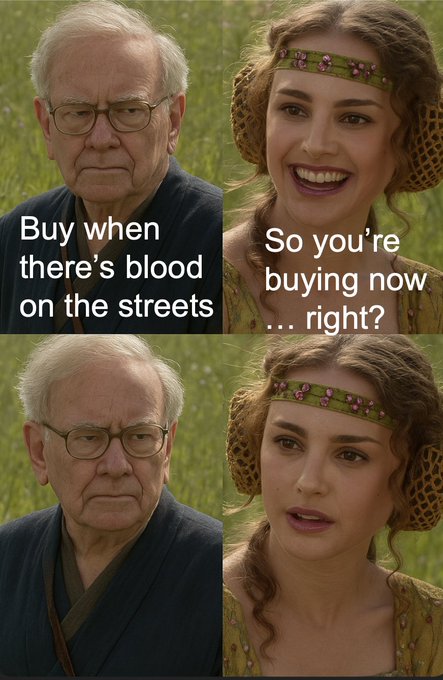 Buy when
there's blood
on the streets
So you're
buying now
... right?